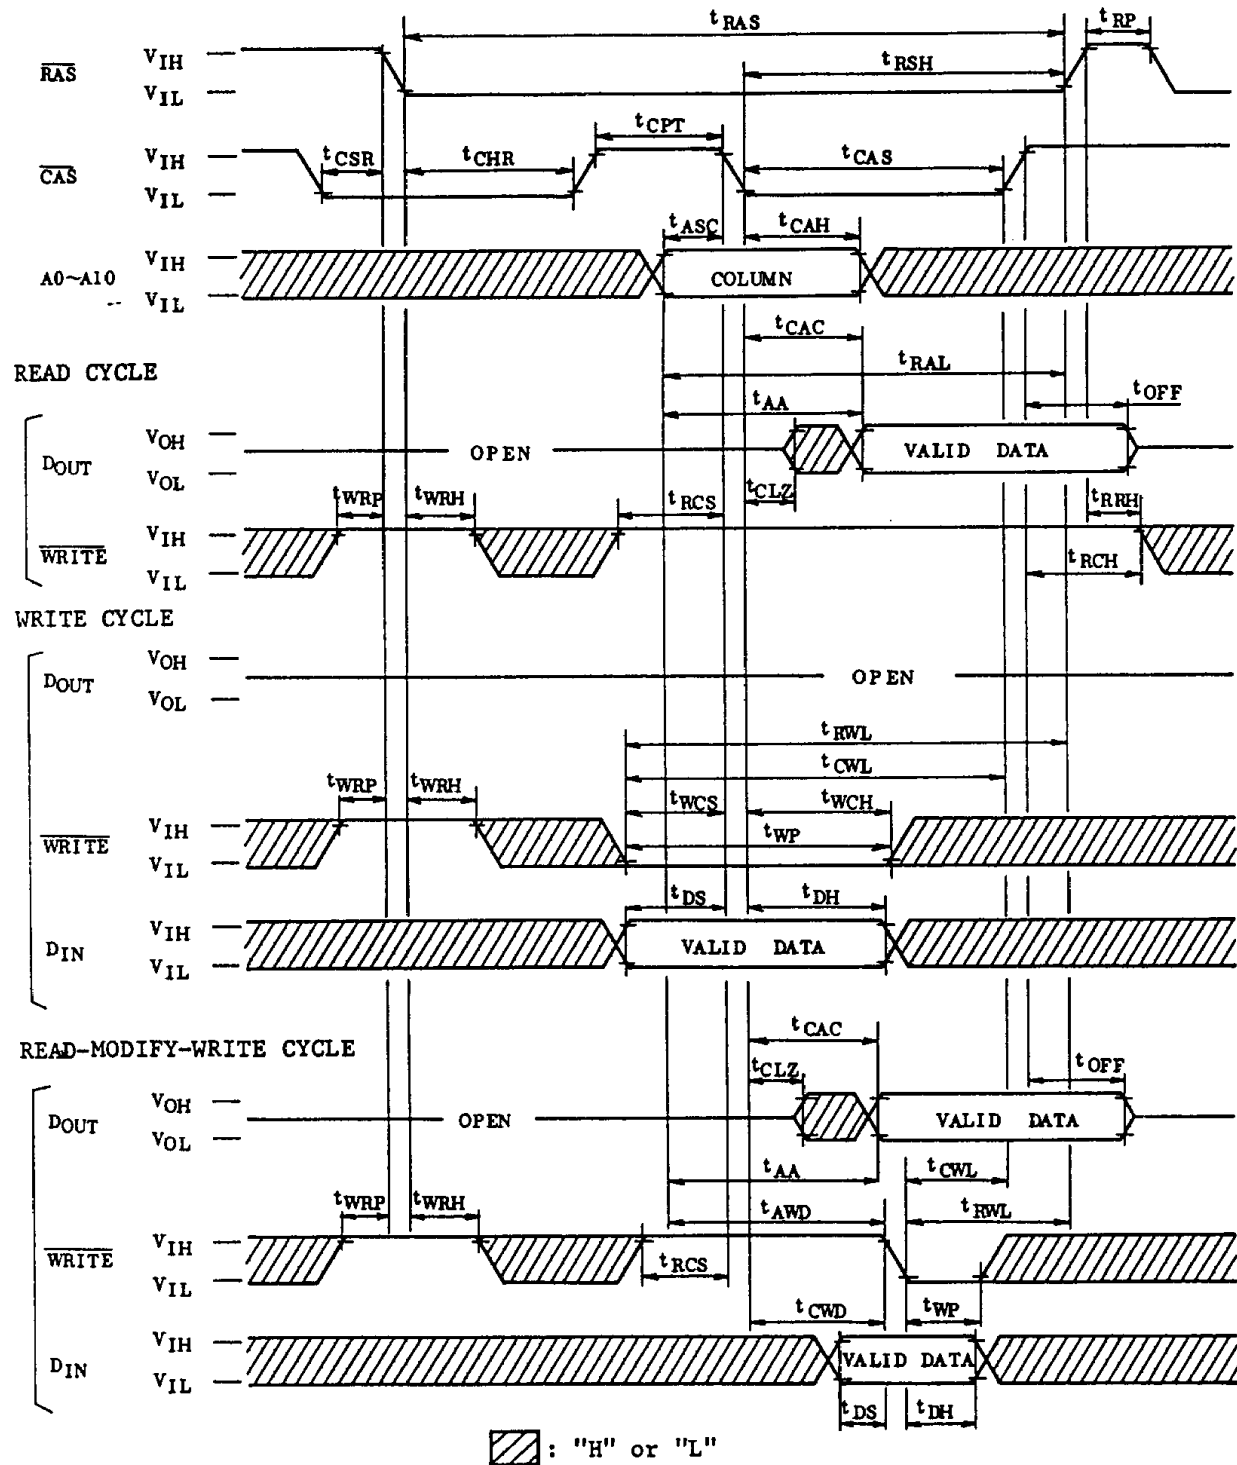 tRAS tRP
RAS VIH
VIL
tRSH
tCPT
CAS VIH tCSR tCHR tCAS
VIL
tASC tCAH
A0~A10 VIH
VIL
COLUMN
tCAC
READ CYCLE
tRAL
tAA tOFF
DOUT VOH
VOL
OPEN VALID DATA
tWRP tWRH tRCS tCLZ tRRH
WRITE VIH
VIL
tRCH
WRITE CYCLE
DOUT VOH
VOL
OPEN
tRWL
tCWL
tWRP tWRH tWCS tWCH
WRITE VIH
VIL
tWP
tDS tDH
DIN VIH
VIL
VALID DATA
tCAC
READ-MODIFY-WRITE CYCLE
tCLZ tOFF
DOUT VOH
VOL
OPEN VALID DATA
tAA tCWL
tWRP tWRH tAWD tRWL
WRITE VIH
VIL
tRCS
tCWD tWP
DIN VIH
VIL
VALID DATA
tDS tDH
: "H" or "L"